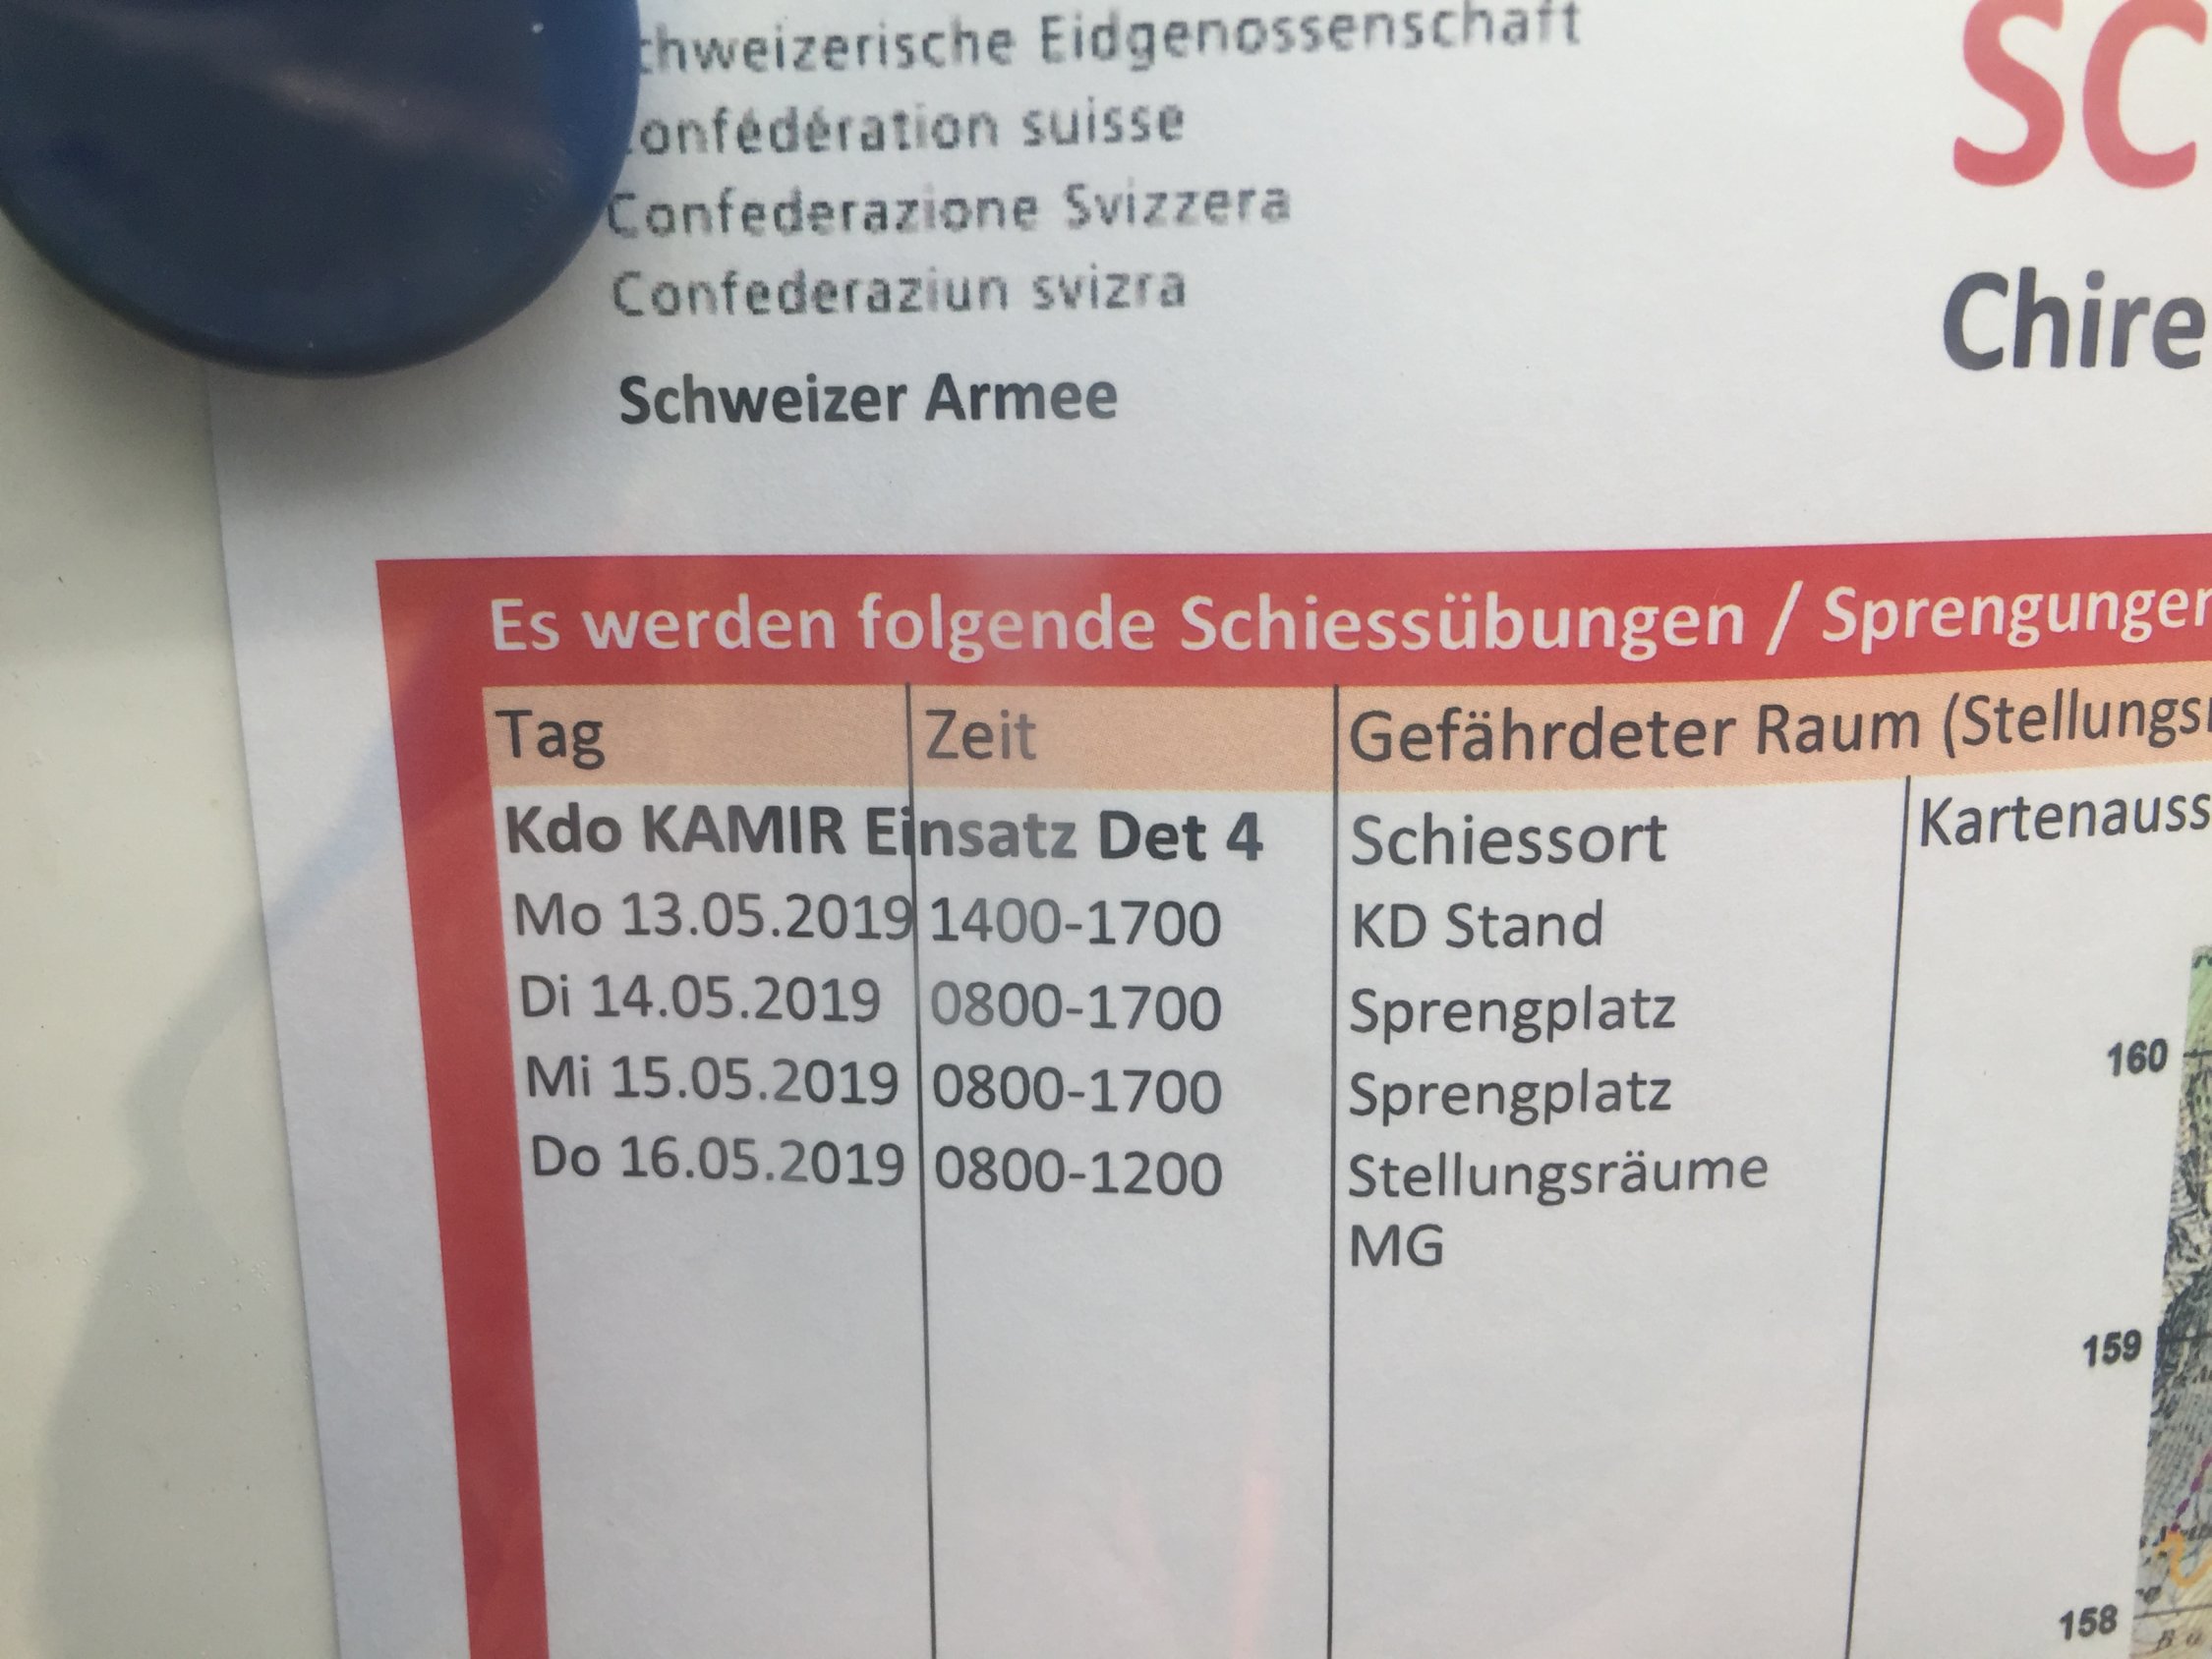 chweizerische Eidgenossenschaft
onfédération suisse
Confederazione Svizzera
Confederaziun svizra
Schweizer Armee
SC
Chire
Es werden folgende Schiessübungen / Sprengungen
Tag Zeit Gefährdeter Raum (Stellungs
Kdo KAMIR Einsatz Det 4 Schiessort Kartenauss
Mo 13.05.2019 1400-1700 KD Stand
Di 14.05.2019 0800-1700 Sprengplatz
Mi 15.05.2019 0800-1700 Sprengplatz
Do 16.05.2019 0800-1200 Stellungsräume
MG
160
159
158